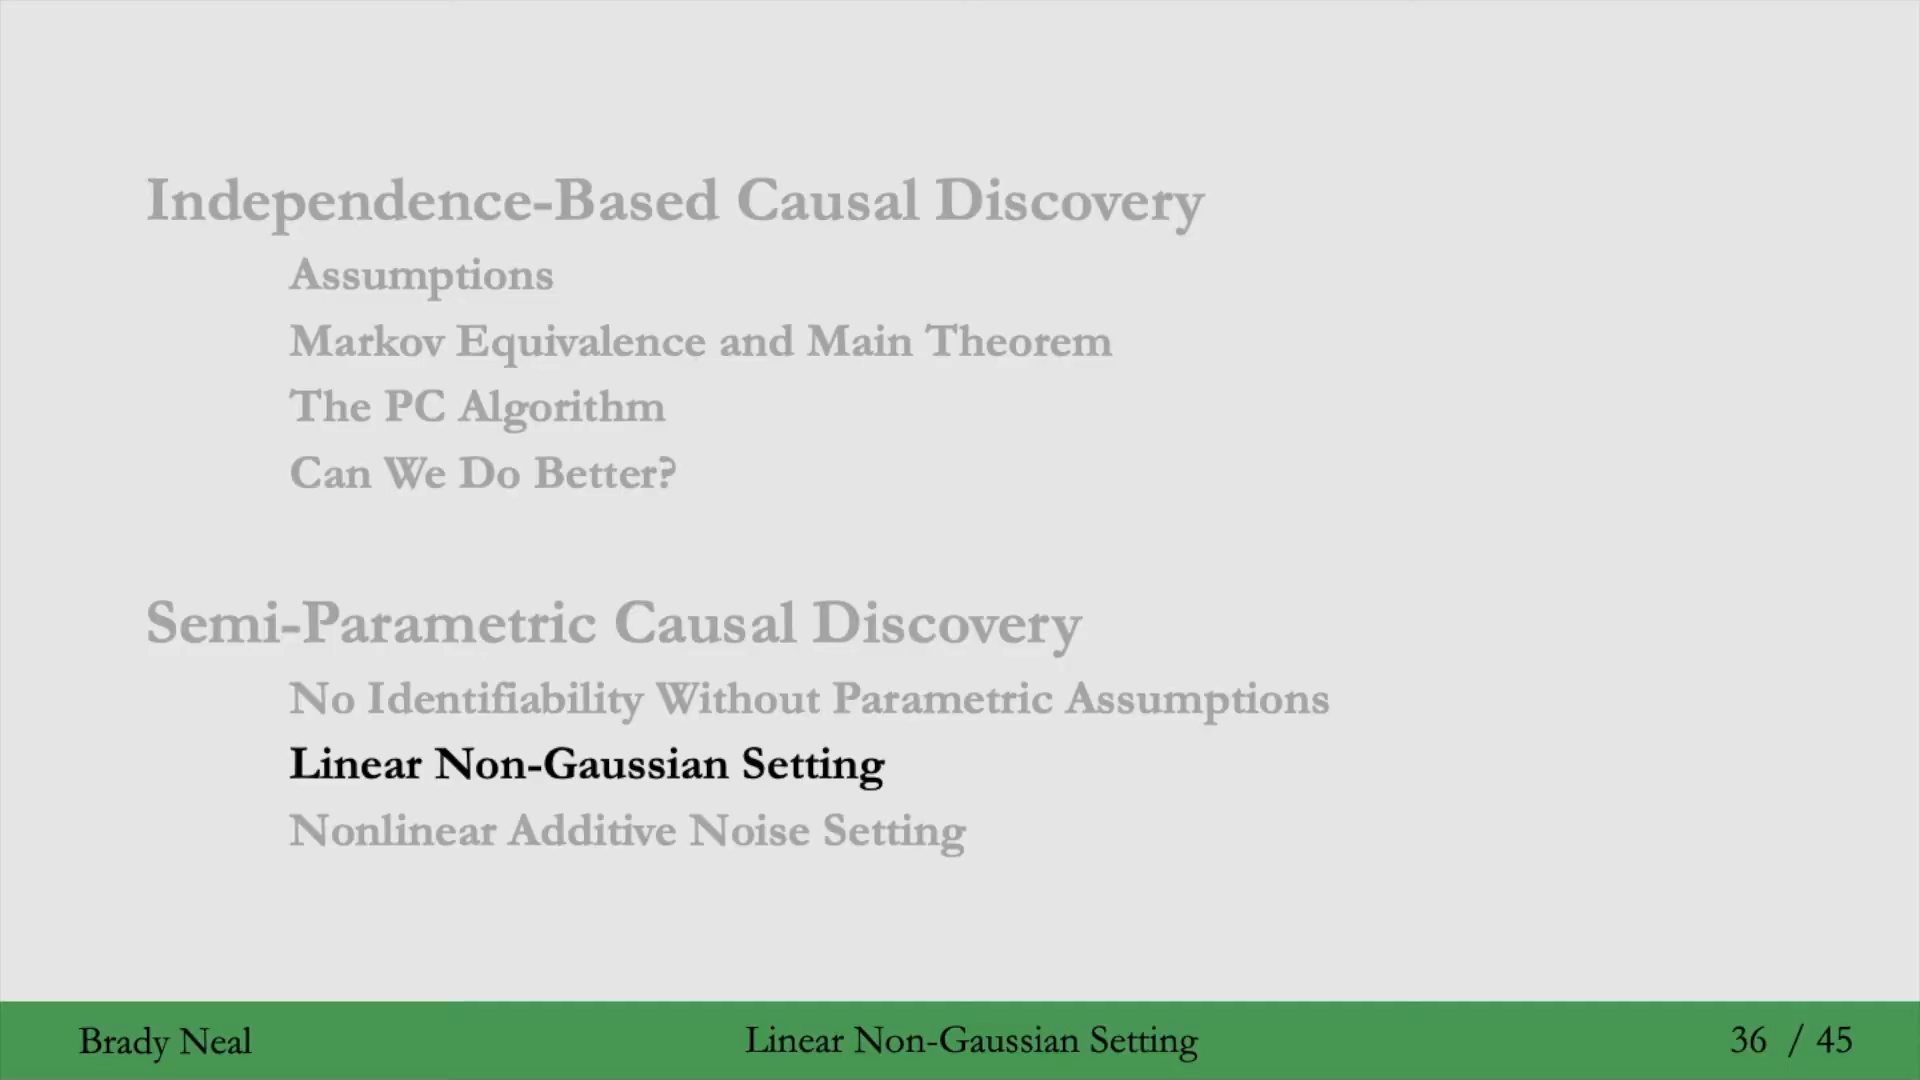 Independence-Based Causal Discovery
Assumptions
Markov Equivalence and Main Theorem
The PC Algorithm
Can We Do Better?
Semi-Parametric Causal Discovery
No Identifiability Without Parametric Assumptions
Linear Non-Gaussian Setting
Nonlinear Additive Noise Setting
Brady Neal
Linear Non-Gaussian Setting
36 / 45